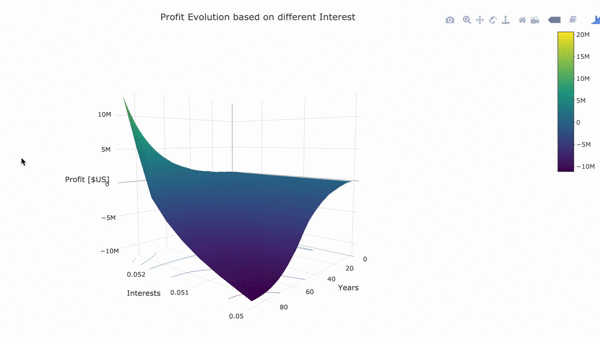 Profit Evolution based on different Interest
20M
15M
10M
5M
0
−5M
−10M
10M
5M
Profit [$US]
0
−5M
−10M
0.052
0.051
0.05
Interests
0
20
40
60
80
Years